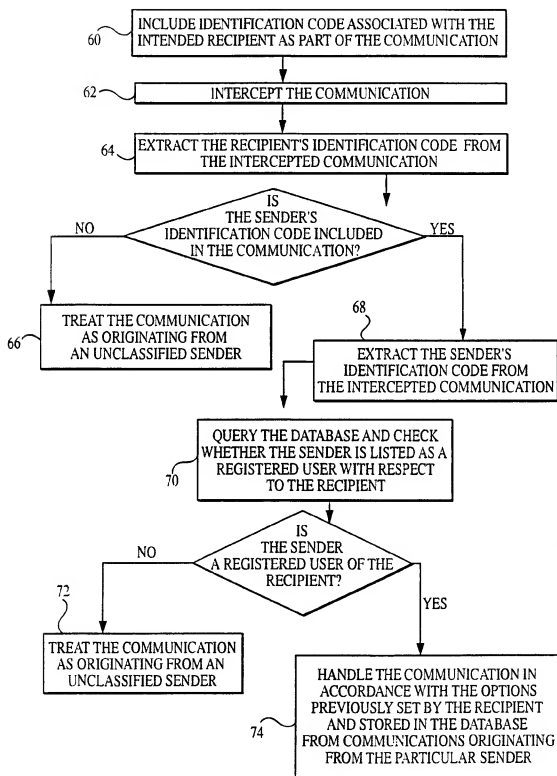 INCLUDE IDENTIFICATION CODE ASSOCIATED WITH THE
INTENDED RECIPIENT AS PART OF THE COMMUNICATION
60
INTERCEPT THE COMMUNICATION
62
EXTRACT THE RECIPIENT'S IDENTIFICATION CODE FROM
THE INTERCEPTED COMMUNICATION
64
IS
THE SENDER'S
IDENTIFICATION CODE INCLUDED
IN THE COMMUNICATION?
NO
YES
TREAT THE COMMUNICATION
AS ORIGINATING FROM
AN UNCLASSIFIED SENDER
66
68
EXTRACT THE SENDER'S
IDENTIFICATION CODE FROM
THE INTERCEPTED COMMUNICATION
QUERY THE DATABASE AND CHECK
WHETHER THE SENDER IS LISTED AS A
REGISTERED USER WITH RESPECT
TO THE RECIPIENT
70
IS
THE SENDER
A REGISTERED USER OF THE
RECIPIENT?
NO
YES
72
TREAT THE COMMUNICATION
AS ORIGINATING FROM AN
UNCLASSIFIED SENDER
HANDLE THE COMMUNICATION IN
ACCORDANCE WITH THE OPTIONS
PREVIOUSLY SET BY THE RECIPIENT
AND STORED IN THE DATABASE
FROM COMMUNICATIONS ORIGINATING
FROM THE PARTICULAR SENDER
74